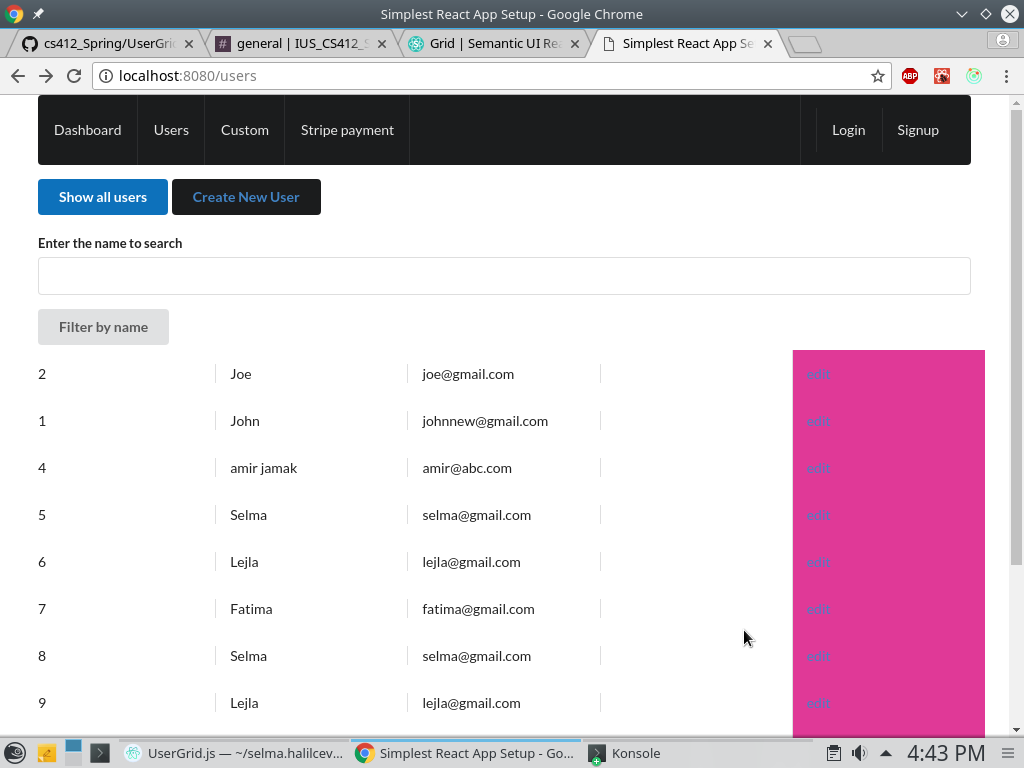 Simplest React App Setup - Google Chrome
cs412_Spring/UserGri
# general | IUS_CS412_S
Grid | Semantic UI Rea
Simplest React App Se
localhost:8080/users
ABP
Dashboard Users Custom Stripe payment Login Signup
Show all users Create New User
Enter the name to search
Filter by name
2 Joe joe@gmail.com edit
1 John johnnew@gmail.com edit
4 amir jamak amir@abc.com edit
5 Selma selma@gmail.com edit
6 Lejla lejla@gmail.com edit
7 Fatima fatima@gmail.com edit
8 Selma selma@gmail.com edit
9 Lejla lejla@gmail.com edit
UserGrid.js — ~/selma.halilcev... Simplest React App Setup - Go... Konsole 4:43 PM